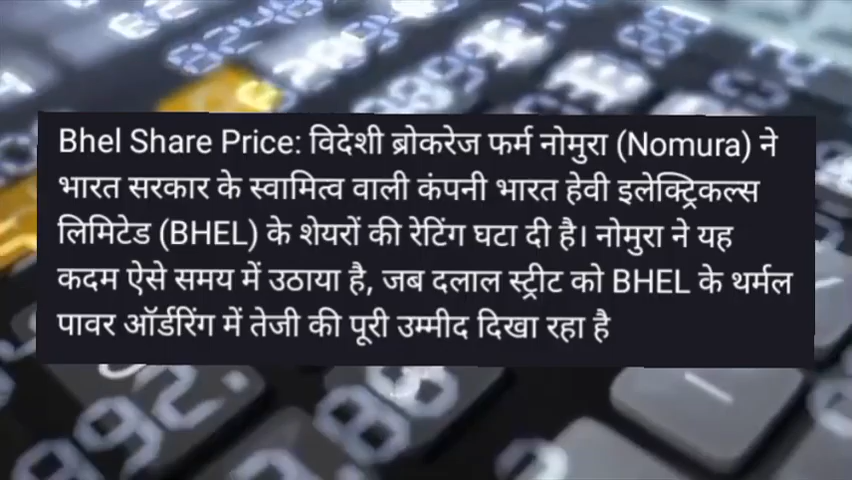 Bhel Share Price: विदेशी ब्रोकरेज फर्म नोमुरा (Nomura) ने
भारत सरकार के स्वामित्व वाली कंपनी भारत हेवी इलेक्ट्रिकल्स
लिमिटेड (BHEL) के शेयरों की रेटिंग घटा दी है। नोमुरा ने यह
कदम ऐसे समय में उठाया है, जब दलाल स्ट्रीट को BHEL के थर्मल
पावर ऑर्डरिंग में तेजी की पूरी उम्मीद दिखा रहा है